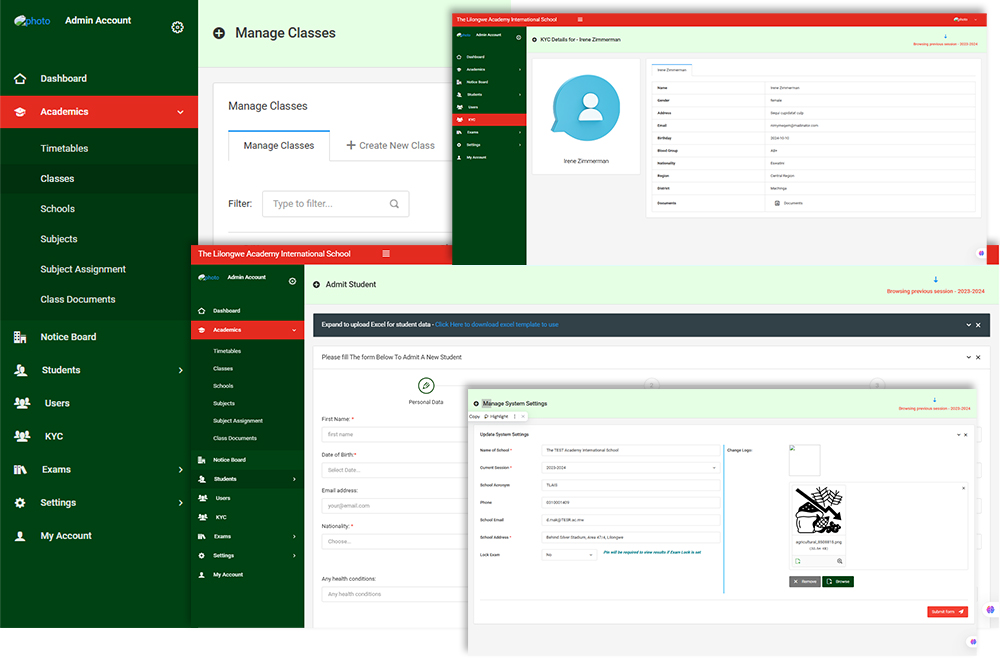 photo
Admin Account
Dashboard
Academics
Timetables
Classes
Schools
Subjects
Subject Assignment
Class Documents
Notice Board
Students
Users
KYC
Exams
Settings
My Account
Manage Classes
Manage Classes
Manage Classes
Create New Class
Filter:
Type to filter...
The Lilongwe Academy International School
photo
photo
Admin Account
Dashboard
Academics
Notice Board
Students
Users
KYC
Exams
Settings
My Account
KYC Details for - Irene Zimmerman
Browsing previous session - 2023-2024
Irene Zimmerman
Irene Zimmerman
Name Irene Zimmerman
Gender female
Address
Email
Birthday 2024-10-10
Blood Group AB+
Nationality
Region Central Region
District Machinga
Documents Documents
The Lilongwe Academy International School
photo
Admin Account
Dashboard
Academics
Timetables
Classes
Schools
Subjects
Subject Assignment
Class Documents
Notice Board
Students
Users
KYC
Exams
Settings
My Account
Admit Student
Browsing previous session - 2023-2024
Expand to upload Excel for student data - Click Here to download excel template to use
Please fill The form Below To Admit A New Student
2
3
Personal Data
First Name: *
first name
Date of Birth:*
Select Date...
Email address:
your@email.com
Nationality: *
Choose...
Any health conditions:
Any health conditions
Manage System Settings
Browsing previous session - 2023-2024
Copy Highlight
Update System Settings
Name of School * The TEST Academy International School
Current Session * 2023-2024
School Acronym
Phone
School Email
School Address * Behind Silver Stadium, Area 47/4, Lilongwe
Lock Exam No
Pin will be required to view results if Exam Lock is set
Change Logo:
Remove
Browse
Submit form